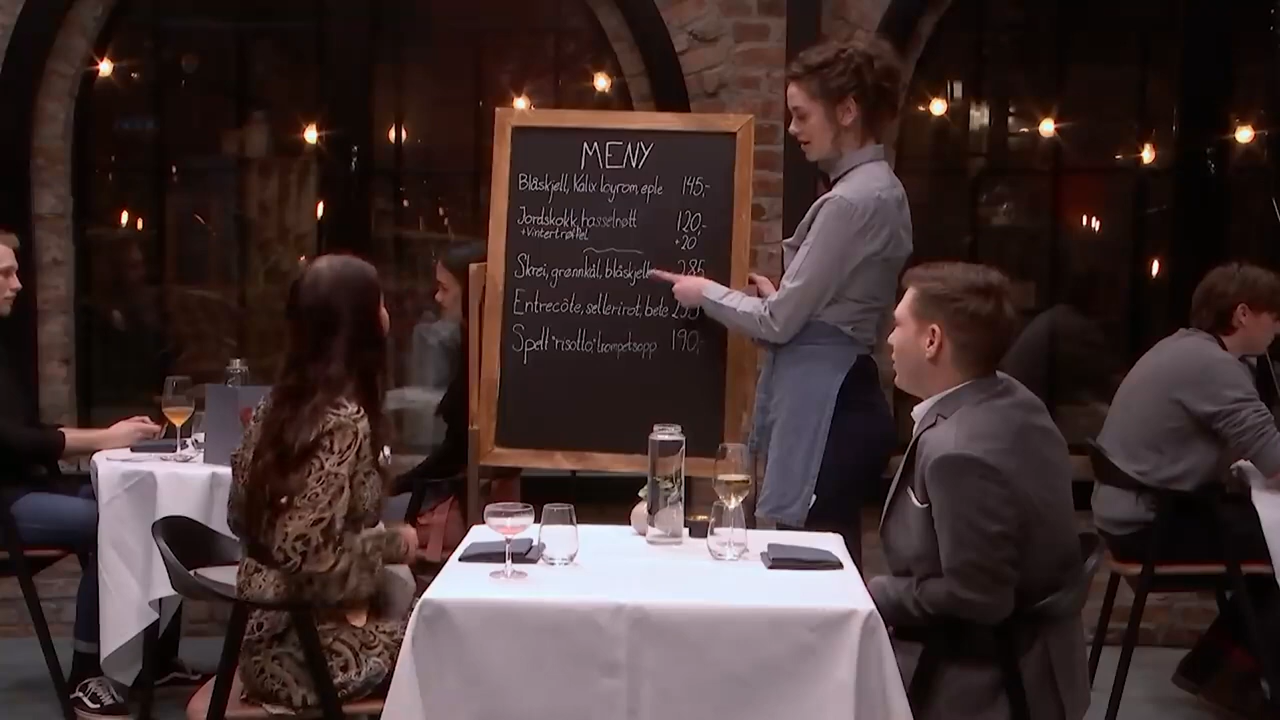 MENY
Blåskjell, Kalix løyrom, eple 145,-
Jordskokk, hasselnøtt 120,-
+Vintertrøffel +20
Skrei, grønnkål, blåskjell 285
Entrecôte, sellerirot, bete
Spelt "risotto", trompetsopp 190,-